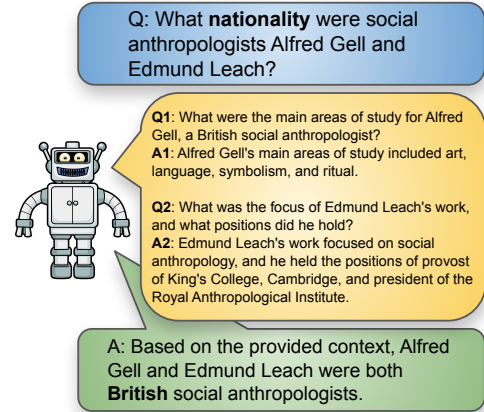 Q: What nationality were social
anthropologists Alfred Gell and
Edmund Leach?
Q1: What were the main areas of study for Alfred
Gell, a British social anthropologist?
A1: Alfred Gell's main areas of study included art,
language, symbolism, and ritual.
Q2: What was the focus of Edmund Leach's work,
and what positions did he hold?
A2: Edmund Leach's work focused on social
anthropology, and he held the positions of provost
of King's College, Cambridge, and president of the
Royal Anthropological Institute.
A: Based on the provided context, Alfred
Gell and Edmund Leach were both
British social anthropologists.